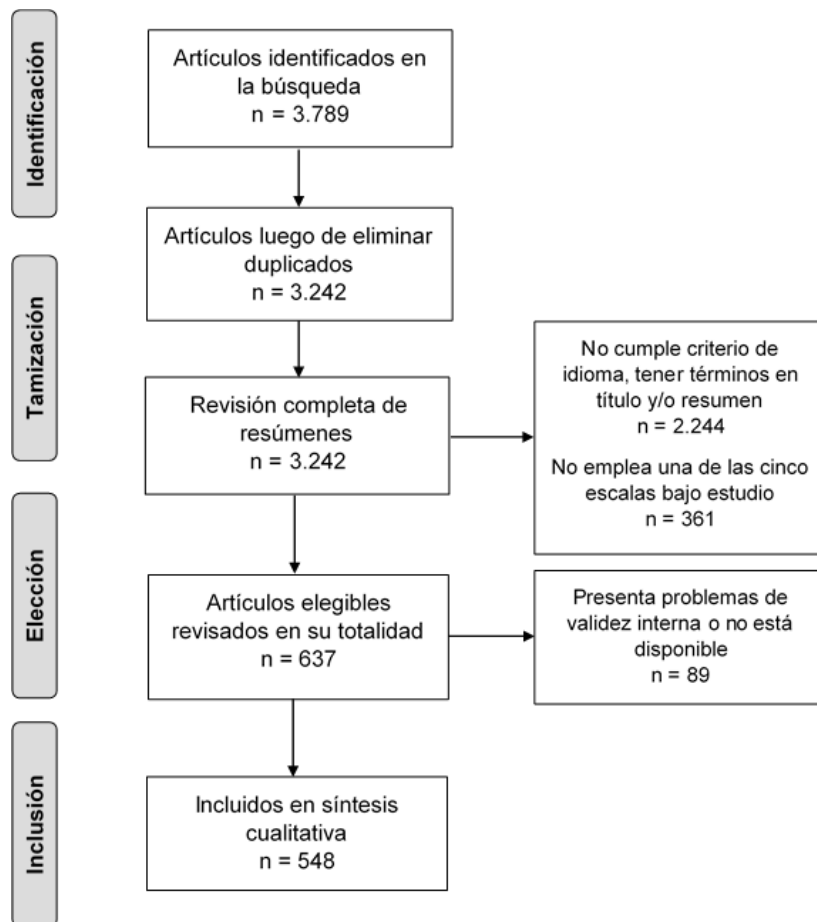 Identificación
Artículos identificados en
la búsqueda
n = 3.789
Artículos luego de eliminar
duplicados
n = 3.242
Tamización
Revisión completa de
resúmenes
n = 3.242
No cumple criterio de
idioma, tener términos en
título y/o resumen
n = 2.244
No emplea una de las cinco
escalas bajo estudio
n = 361
Elección
Artículos elegibles
revisados en su totalidad
n = 637
Presenta problemas de
validez interna o no está
disponible
n = 89
Inclusión
Incluidos en síntesis
cualitativa
n = 548